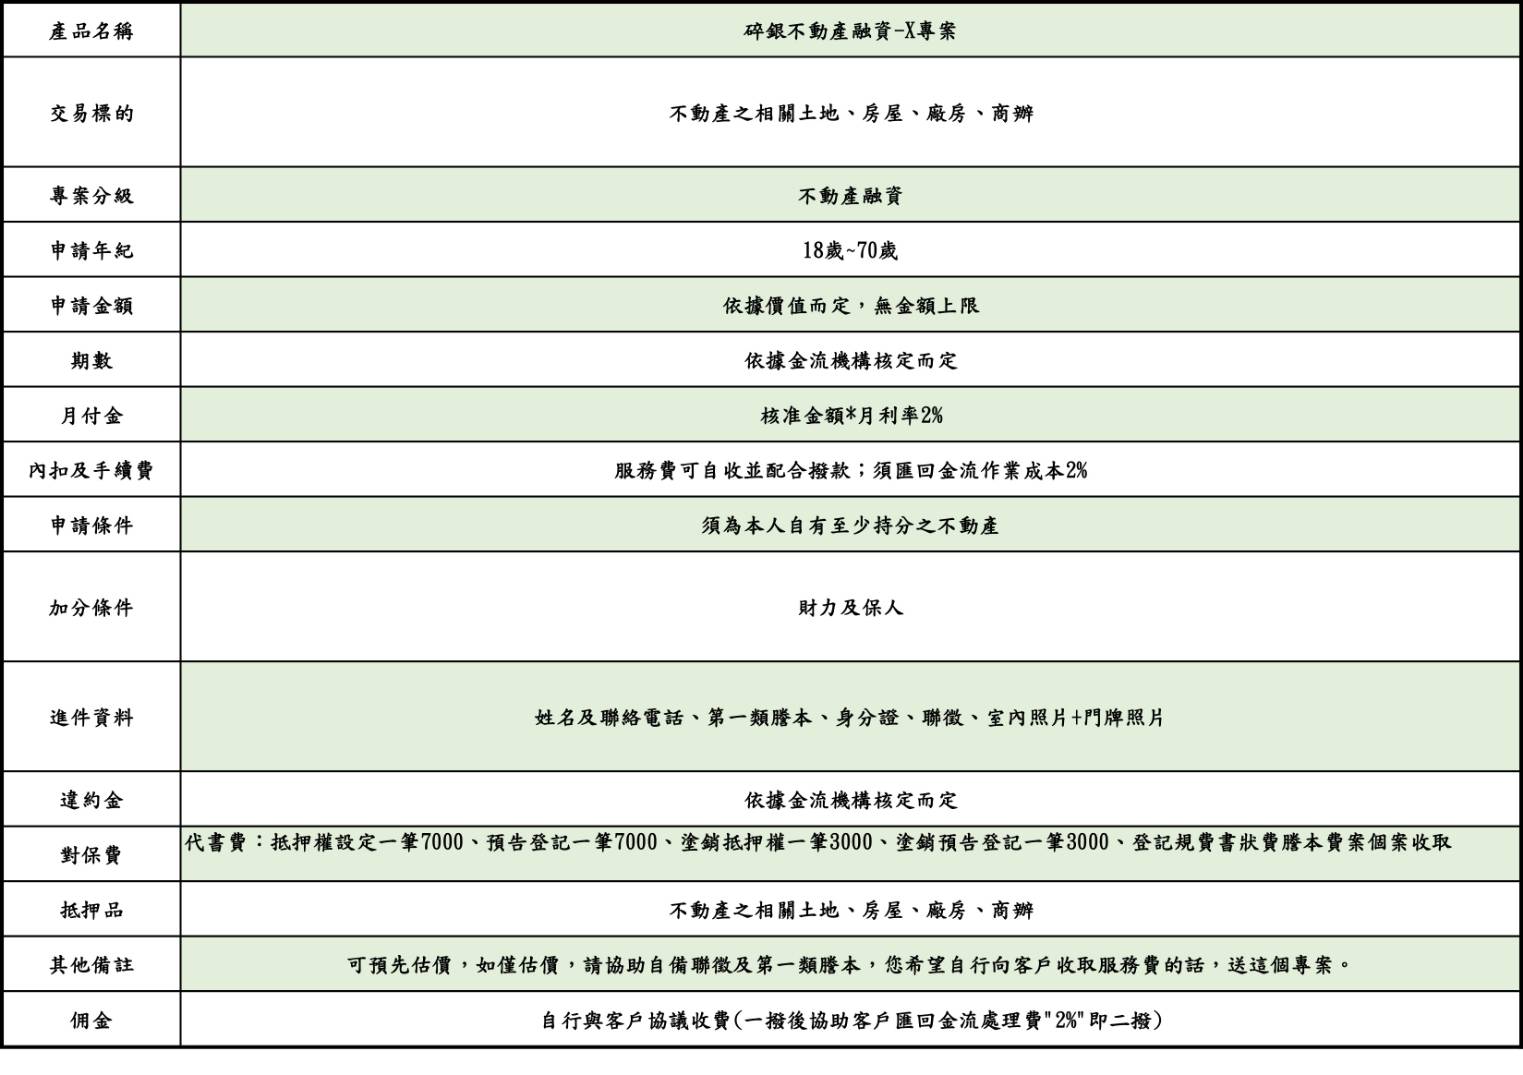 產品名稱 碎銀不動產融資-X專案
交易標的 不動產之相關土地、房屋、廠房、商辦
專案分級 不動產融資
申請年紀 18歲~70歲
申請金額 依據價值而定，無金額上限
期數 依據金流機構核定而定
月付金 核准金額*月利率2%
內扣及手續費 服務費可自收並配合撥款；須匯回金流作業成本2%
申請條件 須為本人自有至少持分之不動產
加分條件 財力及保人
進件資料 姓名及聯絡電話、第一類謄本、身分證、聯徵、室內照片+門牌照片
違約金 依據金流機構核定而定
對保費 代書費：抵押權設定一筆7000、預告登記一筆7000、塗銷抵押權一筆3000、塗銷預告登記一筆3000、登記規費書狀費謄本費案個案收取
抵押品 不動產之相關土地、房屋、廠房、商辦
其他備註 可預先估價，如僅估價，請協助自備聯徵及第一類謄本，您希望自行向客戶收取服務費的話，送這個專案。
佣金 自行與客戶協議收費(一撥後協助客戶匯回金流處理費"2%"即二撥)